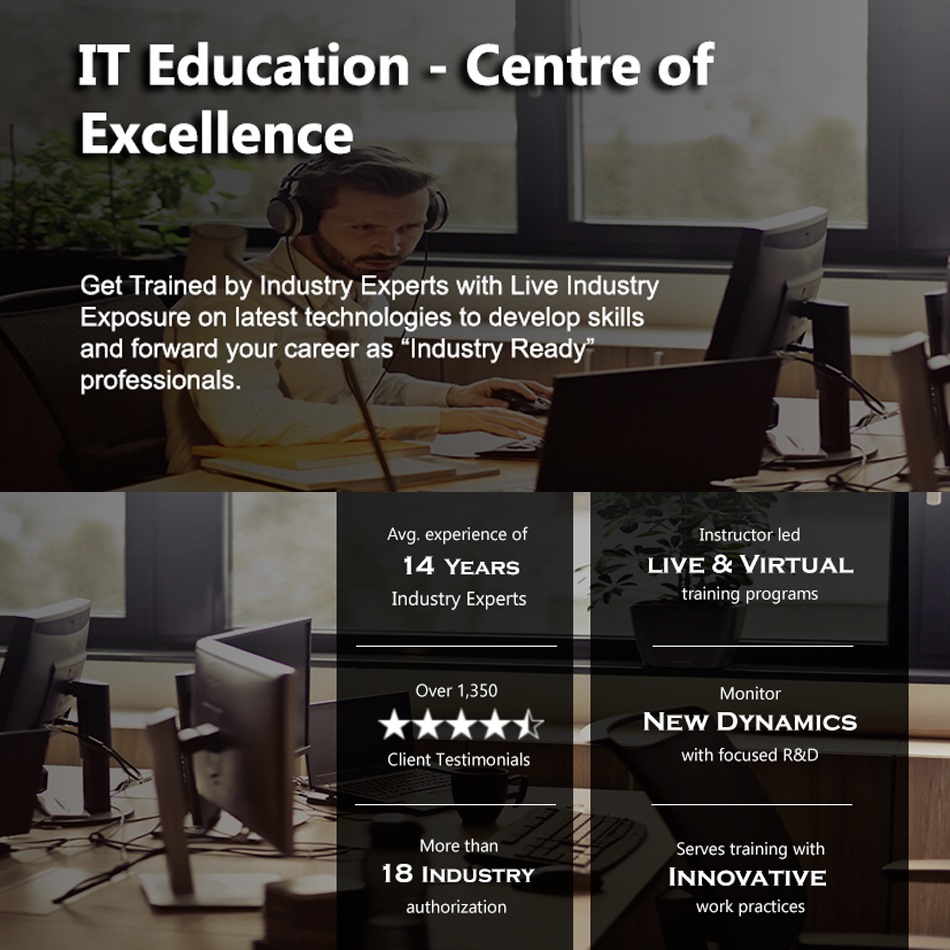 IT Education - Centre of
Excellence
Get Trained by Industry Experts with Live Industry
Exposure on latest technologies to develop skills
and forward your career as “Industry Ready”
professionals.
Avg. experience of
14 Years
Industry Experts
Over 1,350
Client Testimonials
More than
18 Industry
authorization
Instructor led
LIVE & VIRTUAL
training programs
Monitor
New Dynamics
with focused R&D
Serves training with
Innovative
work practices